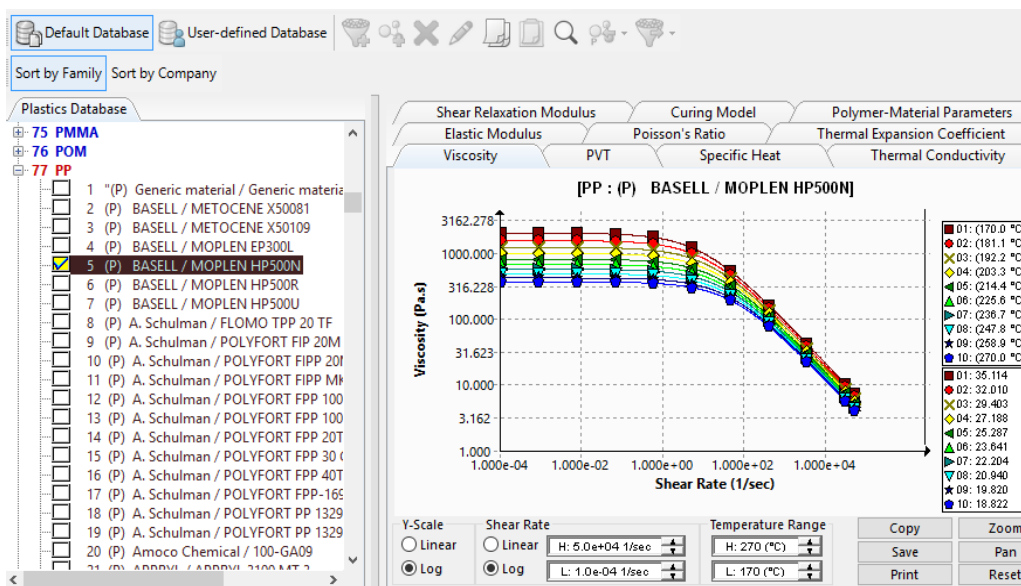 Default Database User-defined Database
Sort by Family Sort by Company
Plastics Database
75 PMMA
76 POM
77 PP
1 "(P) Generic material / Generic materia
2 (P) BASELL / METOCENE X50081
3 (P) BASELL / METOCENE X50109
4 (P) BASELL / MOPLEN EP300L
5 (P) BASELL / MOPLEN HP500N
6 (P) BASELL / MOPLEN HP500R
7 (P) BASELL / MOPLEN HP500U
8 (P) A. Schulman / FLOMO TPP 20 TF
9 (P) A. Schulman / POLYFORT FIP 20M
10 (P) A. Schulman / POLYFORT FIPP 20
11 (P) A. Schulman / POLYFORT FIPP MK
12 (P) A. Schulman / POLYFORT FPP 100
13 (P) A. Schulman / POLYFORT FPP 100
14 (P) A. Schulman / POLYFORT FPP 20T
15 (P) A. Schulman / POLYFORT FPP 30
16 (P) A. Schulman / POLYFORT FPP 40T
17 (P) A. Schulman / POLYFORT FPP-169
18 (P) A. Schulman / POLYFORT PP 1329
19 (P) A. Schulman / POLYFORT PP 1329
20 (P) Amoco Chemical / 100-GA09
Shear Relaxation Modulus Curing Model Polymer-Material Parameters
Elastic Modulus Poisson's Ratio Thermal Expansion Coefficient
Viscosity PVT Specific Heat Thermal Conductivity
[PP : (P) BASELL / MOPLEN HP500N]
Viscosity (Pa.s)
3162.278
1000.000
316.228
100.000
31.623
10.000
3.162
1.000
1.000e-04 1.000e-02 1.000e+00 1.000e+02 1.000e+04
Shear Rate (1/sec)
01: (170.0 °C
02: (181.1 °C
03: (192.2 °C
04: (203.3 °C
05: (214.4 °C
06: (225.6 °C
07: (236.7 °C
08: (247.8 °C
09: (258.9 °C
10: (270.0 °C
01: 35.114
02: 32.010
03: 29.403
04: 27.188
05: 25.287
06: 23.641
07: 22.204
08: 20.940
09: 19.820
10: 18.822
Y-Scale Shear Rate Temperature Range
Linear Linear H: 5.0e+04 1/sec H: 270 (°C)
Log Log L: 1.0e-04 1/sec L: 170 (°C)
Copy Zoom
Save Pan
Print Reset